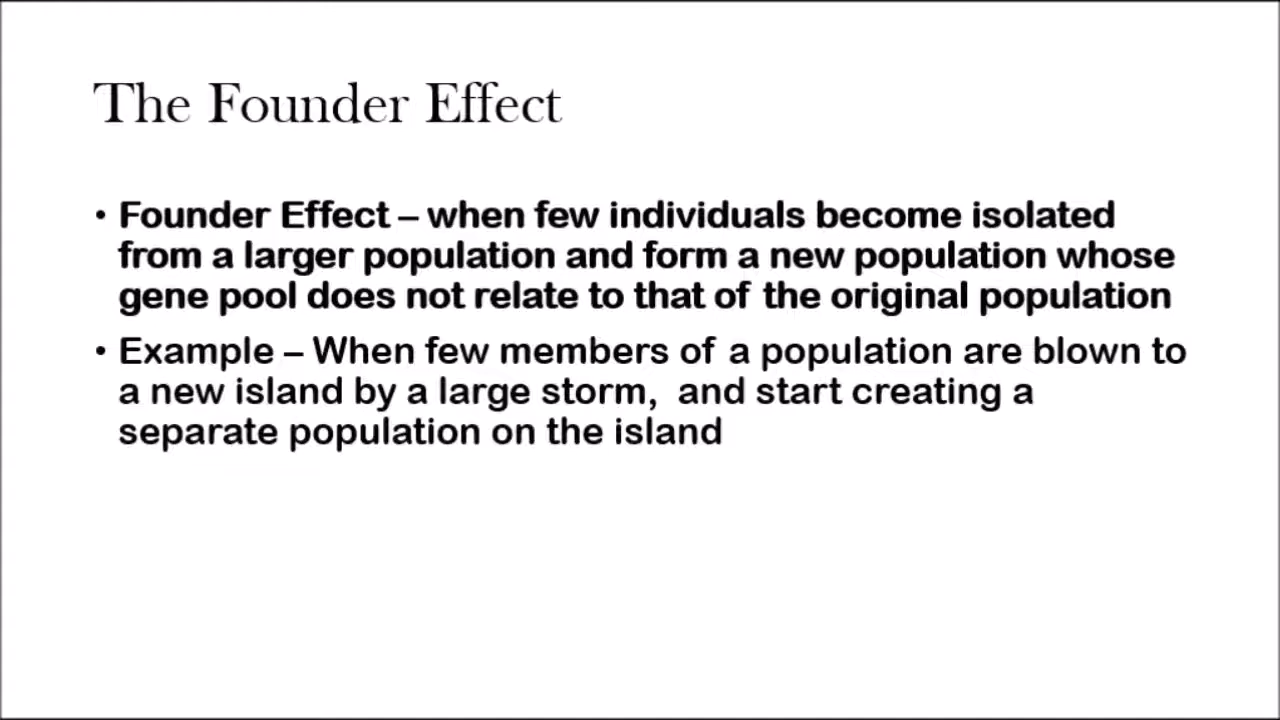 The Founder Effect
• Founder Effect – when few individuals become isolated
from a larger population and form a new population whose
gene pool does not relate to that of the original population
• Example – When few members of a population are blown to
a new island by a large storm,  and start creating a
separate population on the island